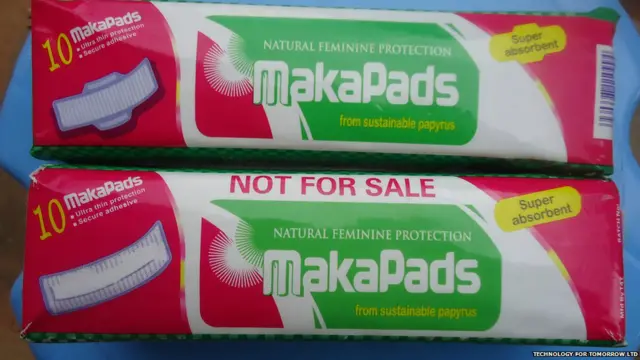 10 MakaPads
Ultra thin protection
Secure adhesive
NATURAL FEMININE PROTECTION
makaPads
from sustainable papyrus
Super
absorbent
10 MakaPads
Ultra thin protection
Secure adhesive
NOT FOR SALE
NATURAL FEMININE PROTECTION
makaPads
from sustainable papyrus
Super
absorbent
TECHNOLOGY FOR TOMORROW LTD